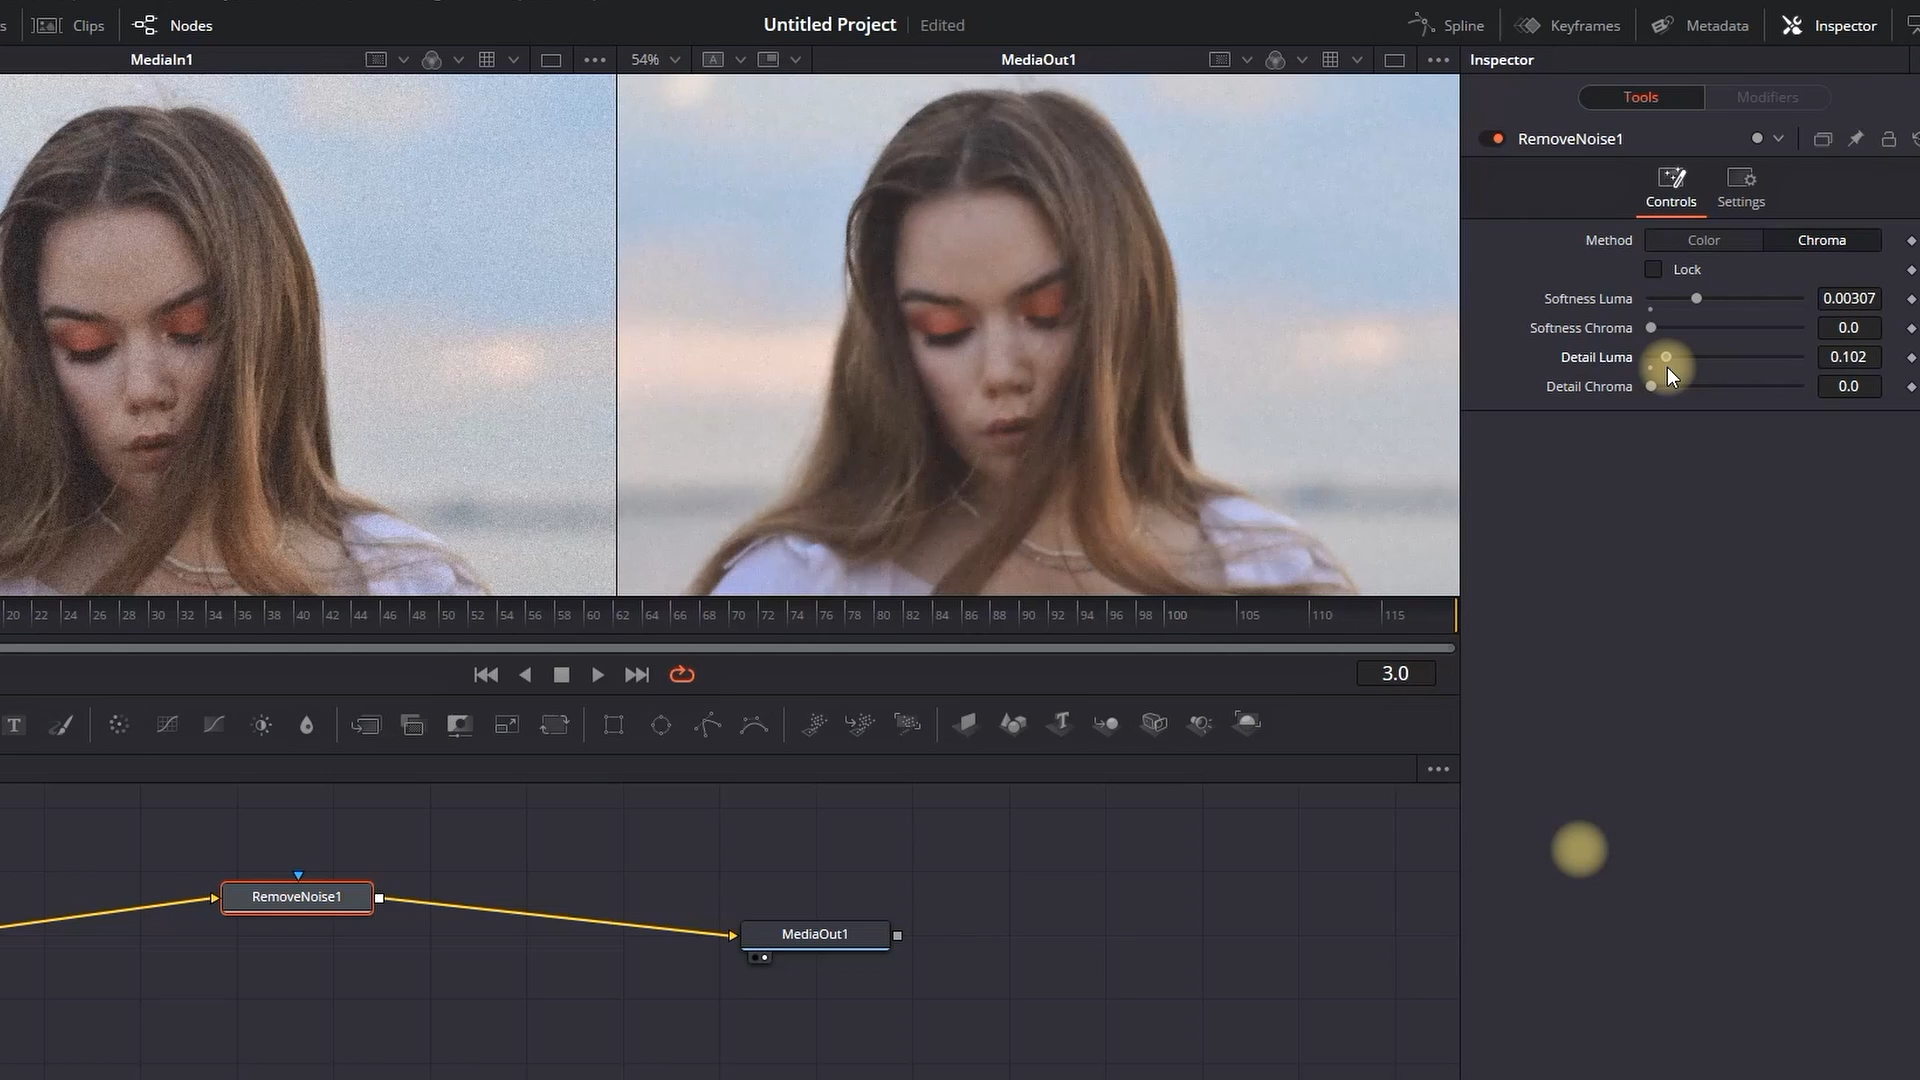 Clips
Nodes
Untitled Project
Edited
Spline
Keyframes
Metadata
Inspector
MediaIn1
54%
A
MediaOut1
Inspector
Tools
Modifiers
RemoveNoise1
Controls
Settings
Method
Color
Chroma
Lock
Softness Luma
0.00307
Softness Chroma
0.0
Detail Luma
0.102
Detail Chroma
0.0
20 22 24 26 28 30 32 34 36 38 40 42 44 46 48 50 52 54 56 58 60 62 64 66 68 70 72 74 76 78 80 82 84 86 88 90 92 94 96 98 100 105 110 115
3.0
T
T
RemoveNoise1
MediaOut1